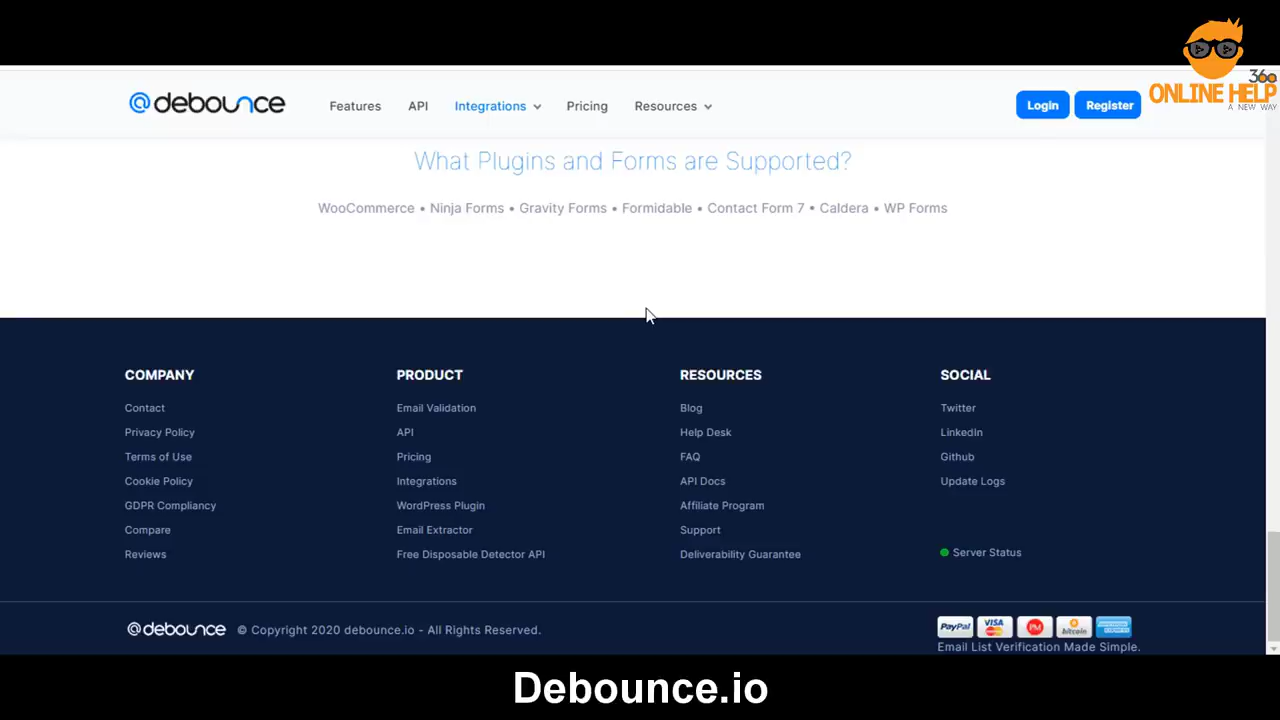 360
ONLINE HELP
A NEW WAY
@debounce Features API Integrations Pricing Resources Login Register
What Plugins and Forms are Supported?
WooCommerce • Ninja Forms • Gravity Forms • Formidable • Contact Form 7 • Caldera • WP Forms
COMPANY
Contact
Privacy Policy
Terms of Use
Cookie Policy
GDPR Compliancy
Compare
Reviews
PRODUCT
Email Validation
API
Pricing
Integrations
WordPress Plugin
Email Extractor
Free Disposable Detector API
RESOURCES
Blog
Help Desk
FAQ
API Docs
Affiliate Program
Support
Deliverability Guarantee
SOCIAL
Twitter
LinkedIn
Github
Update Logs
Server Status
@debounce © Copyright 2020 debounce.io - All Rights Reserved.
PayPal VISA PM bitcoin
Email List Verification Made Simple.
Debounce.io